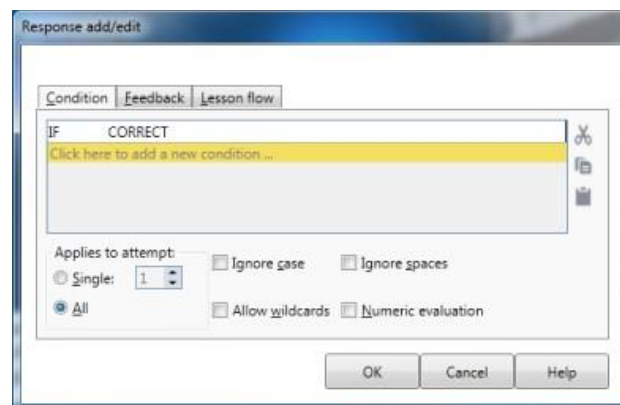 Response add/edit
Condition Feedback Lesson flow
IF CORRECT
Click here to add a new condition ...
Applies to attempt:
Single: 1
All
Ignore case Ignore spaces
Allow wildcards Numeric evaluation
OK Cancel Help